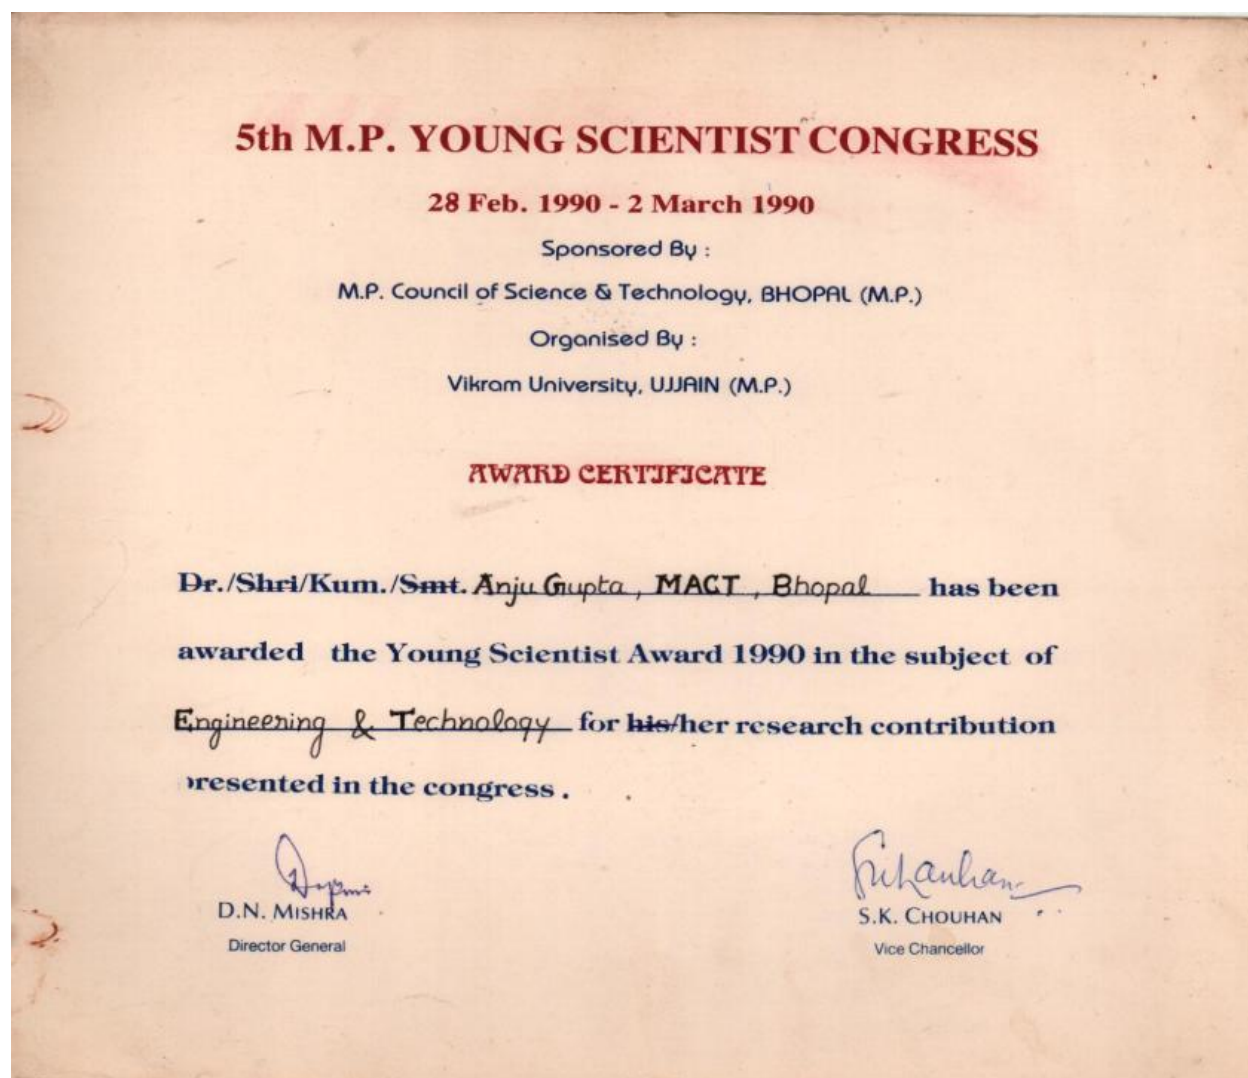 5th M.P. YOUNG SCIENTIST CONGRESS
28 Feb. 1990 - 2 March 1990
Sponsored By :
M.P. Council of Science & Technology, BHOPAL (M.P.)
Organised By :
Vikram University, UJJAIN (M.P.)
AWARD CERTIFICATE
Dr./Shri/Kum./Smt. Anju Gupta, MACT, Bhopal has been
awarded the Young Scientist Award 1990 in the subject of
Engineering & Technology for his/her research contribution
presented in the congress .
D.N. MISHRA
Director General
S.K. CHOUHAN
Vice Chancellor